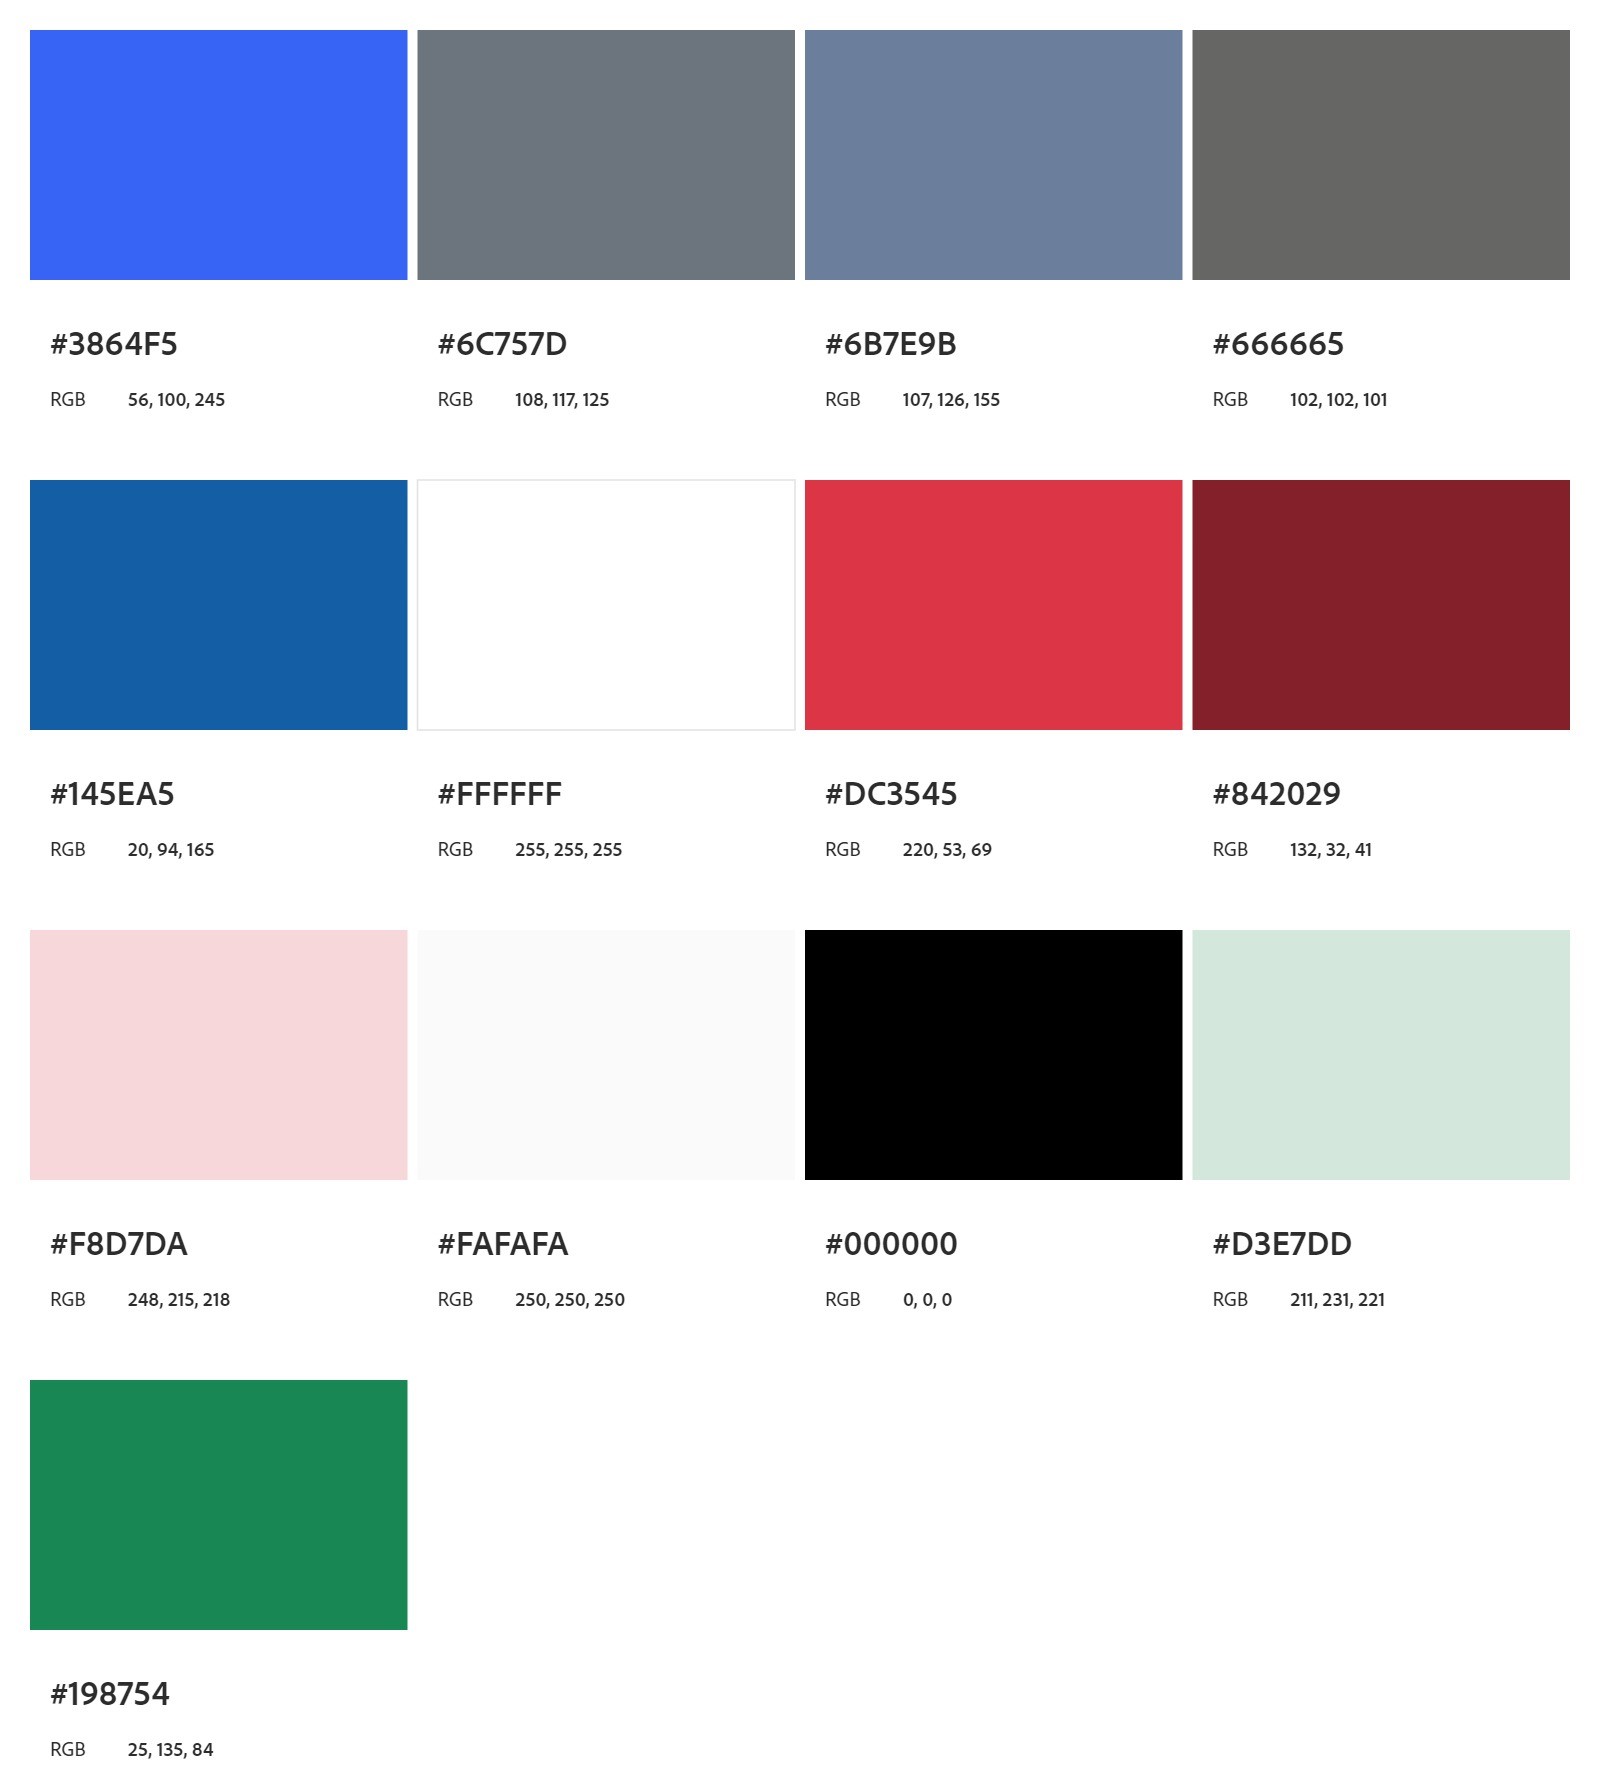 #3864F5
#6C757D
#6B7E9B
#666665
RGB 56, 100, 245
RGB 108, 117, 125
RGB 107, 126, 155
RGB 102, 102, 101
#145EA5
#FFFFFF
#DC3545
#842029
RGB 20, 94, 165
RGB 255, 255, 255
RGB 220, 53, 69
RGB 132, 32, 41
#F8D7DA
#FAFAFA
#000000
#D3E7DD
RGB 248, 215, 218
RGB 250, 250, 250
RGB 0, 0, 0
RGB 211, 231, 221
#198754
RGB 25, 135, 84